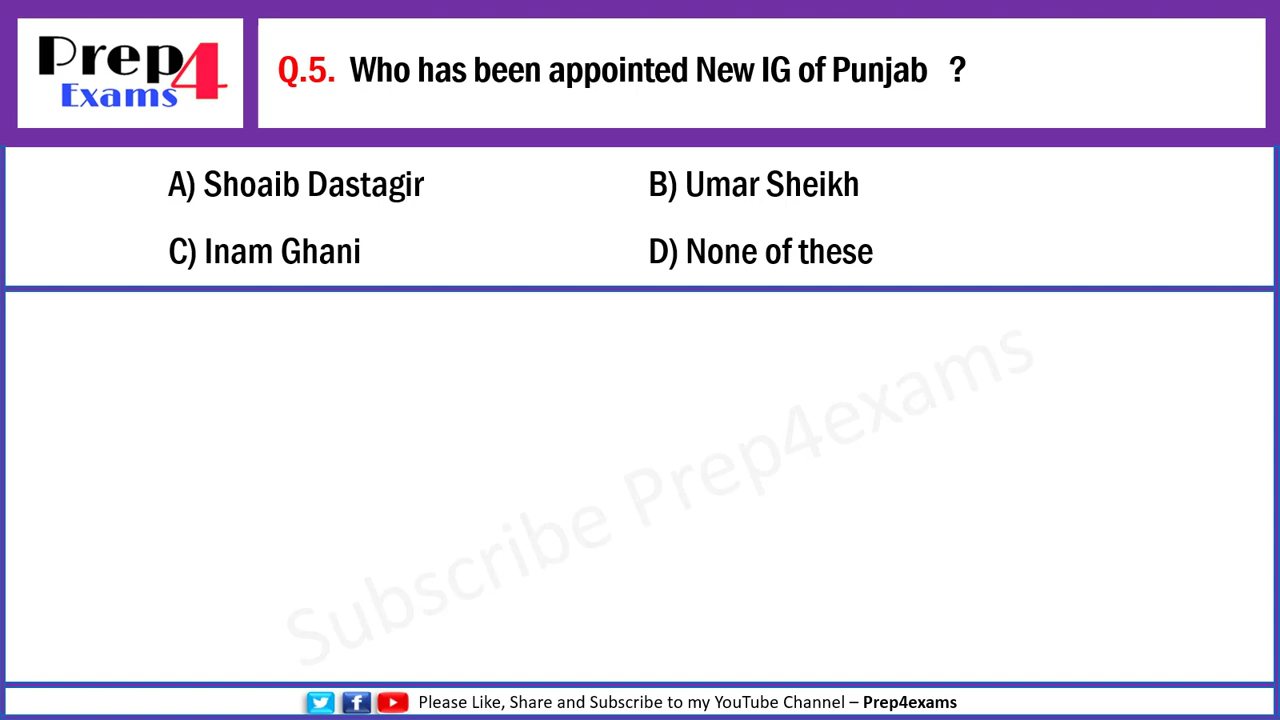 Prep4
Exams
Q.5. Who has been appointed New IG of Punjab ?
A) Shoaib Dastagir
B) Umar Sheikh
C) Inam Ghani
D) None of these
Subscribe Prep4exams
Please Like, Share and Subscribe to my YouTube Channel – Prep4exams